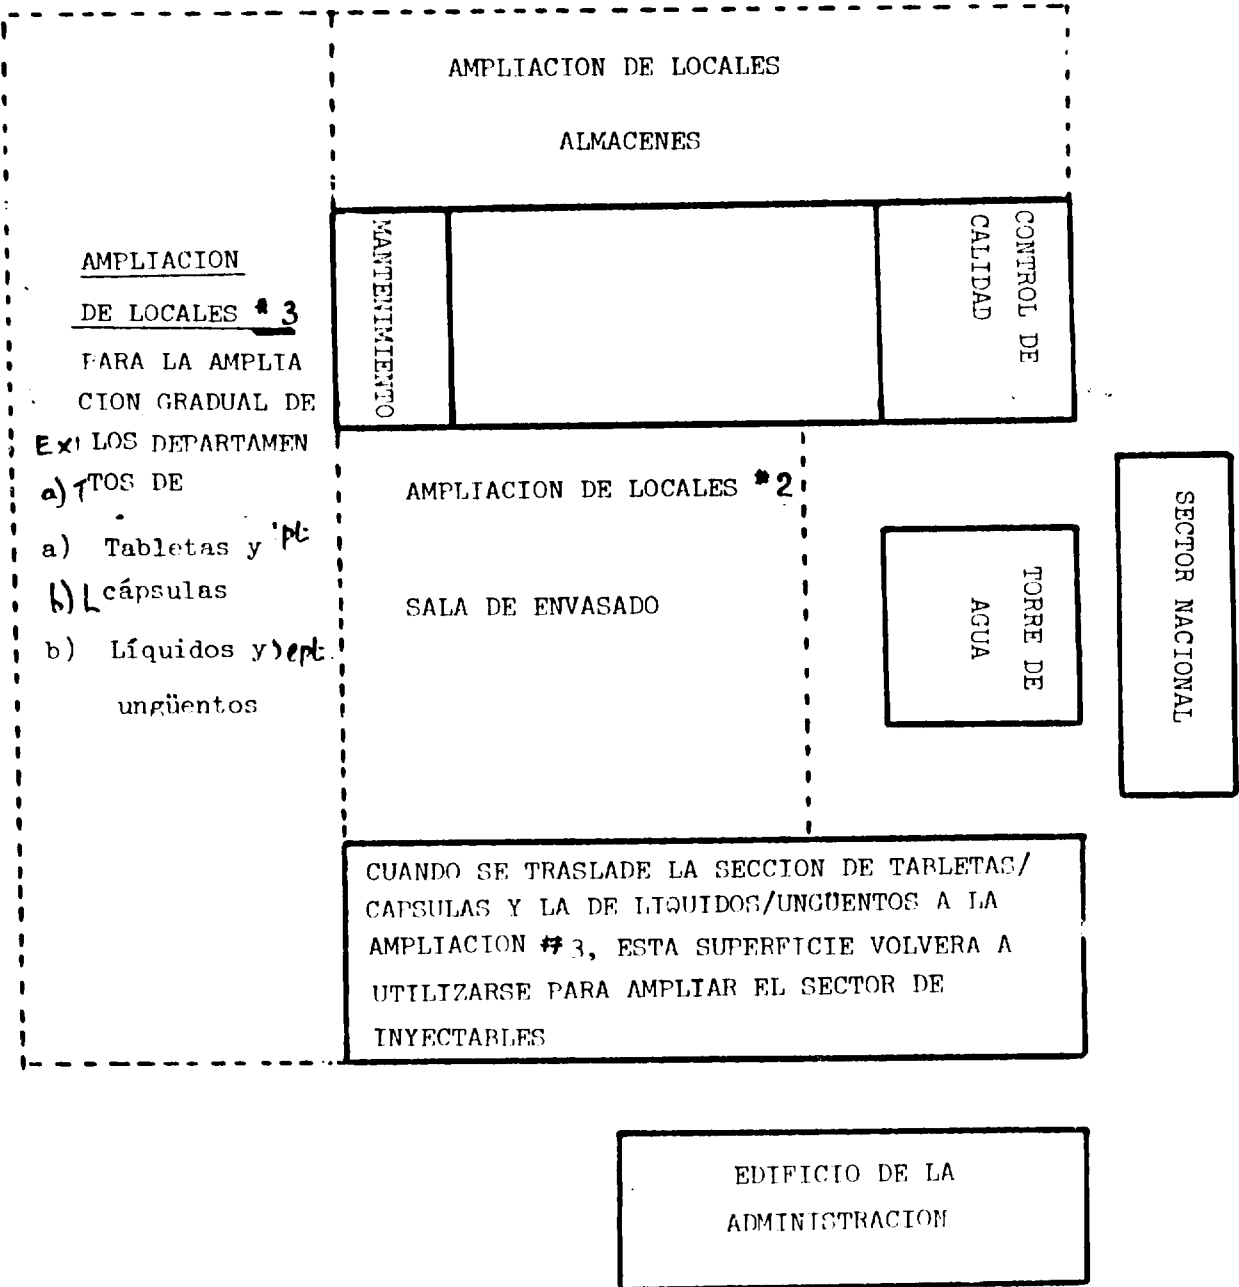 AMPLIACION DE LOCALES
ALMACENES
MANTENIMIENTO
CONTROL DE
CALIDAD
AMPLIACION
DE LOCALES # 3
PARA LA AMPLIA
CION GRADUAL DE
LOS DEPARTAMEN
TOS DE
a) Tabletas y
cápsulas
b) Líquidos y
ungüentos
AMPLIACION DE LOCALES #2
SALA DE ENVASADO
TORRE DE
AGUA
SECTOR NACIONAL
CUANDO SE TRASLADE LA SECCION DE TABLETAS/
CAPSULAS Y LA DE LIQUIDOS/UNGÜENTOS A LA
AMPLIACION # 3, ESTA SUPERFICIE VOLVERA A
UTILIZARSE PARA AMPLIAR EL SECTOR DE
INYECTABLES
EDIFICIO DE LA
ADMINISTRACION